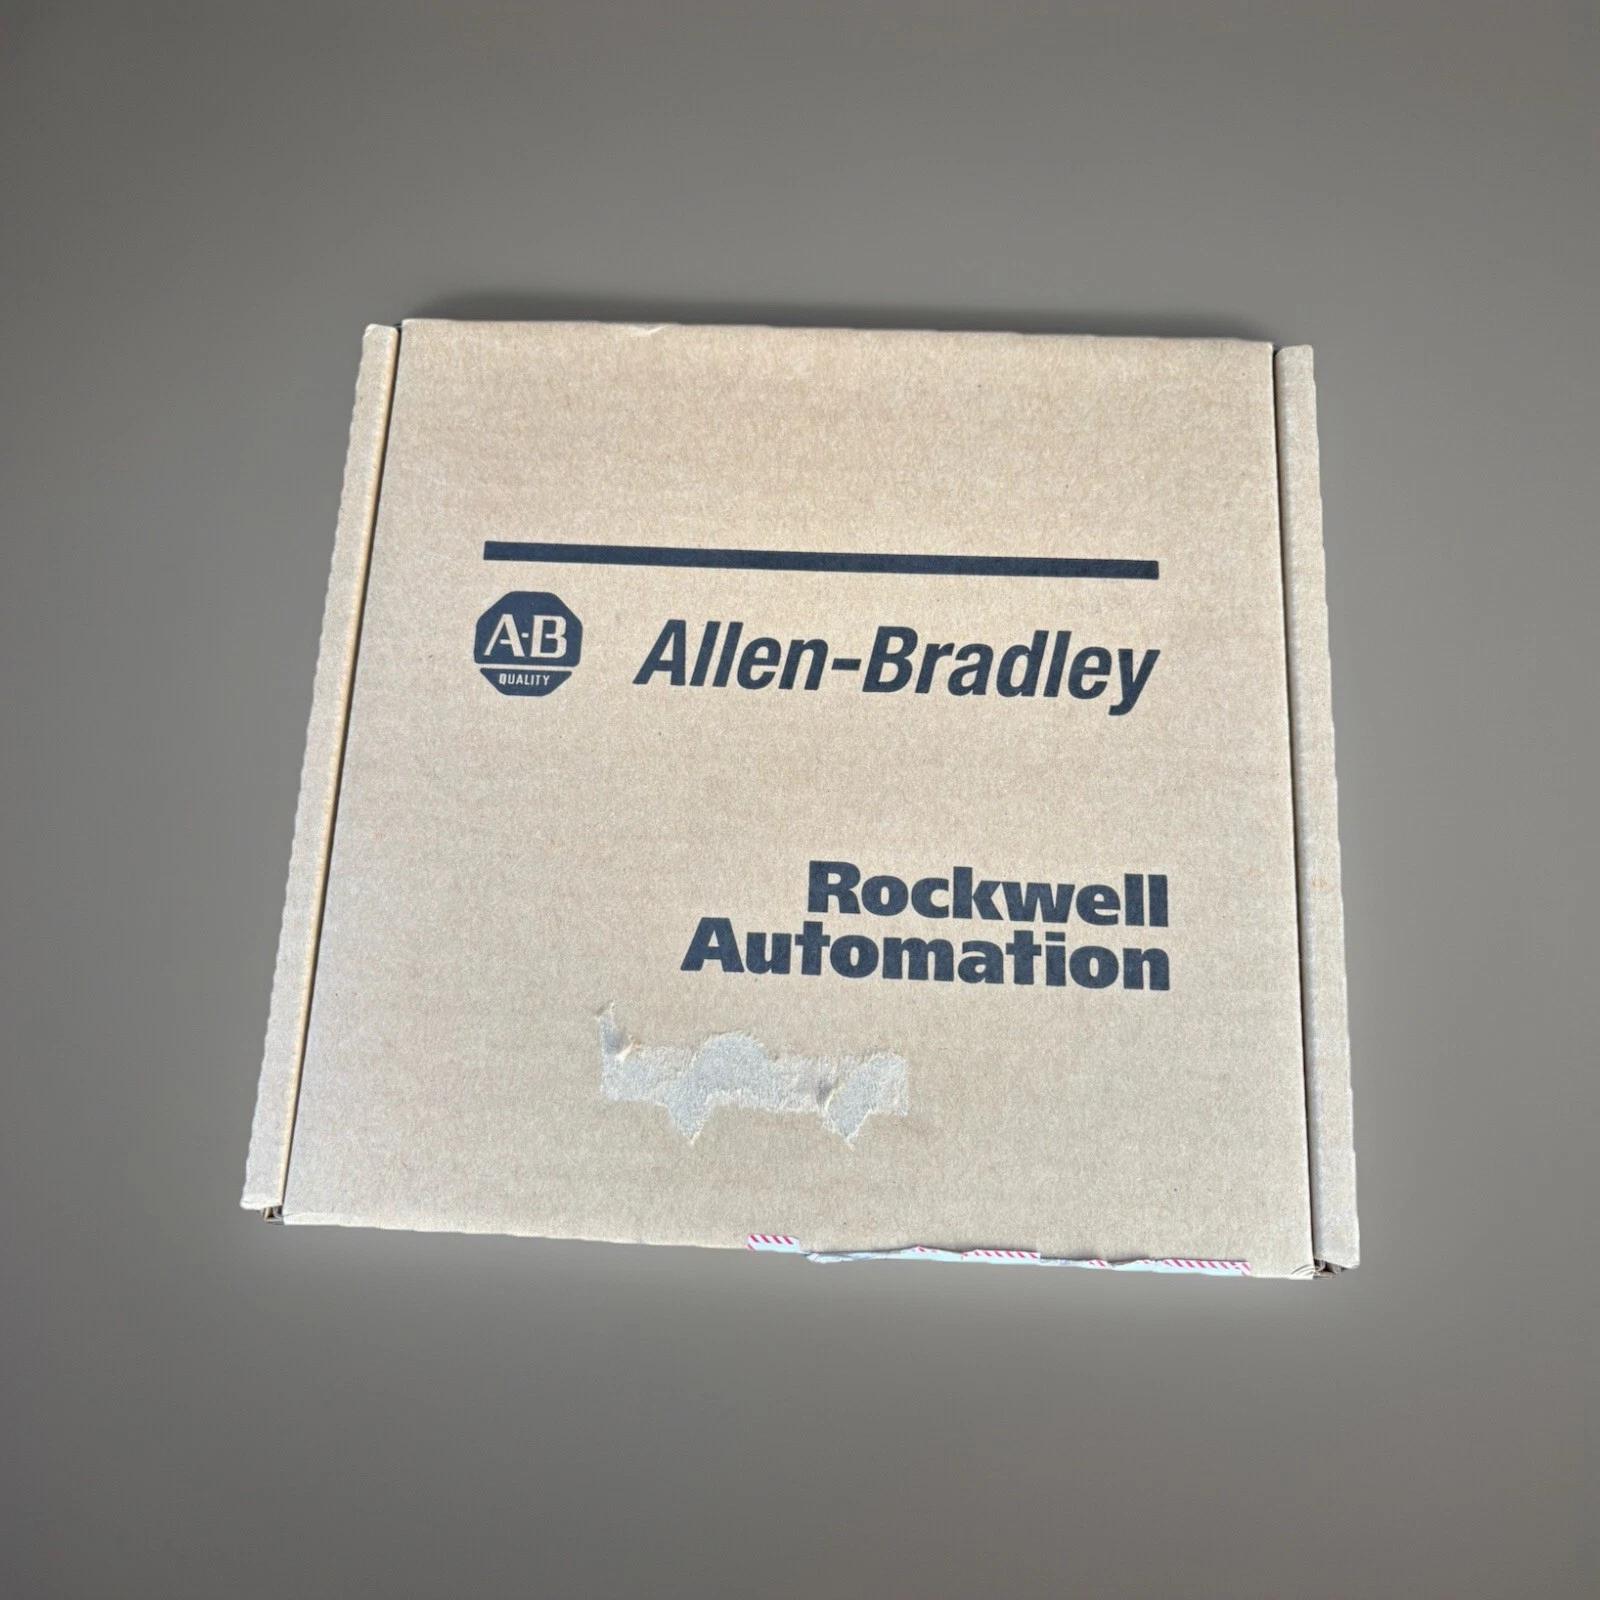 A-B
QUALITY
Allen-Bradley
Rockwell
Automation